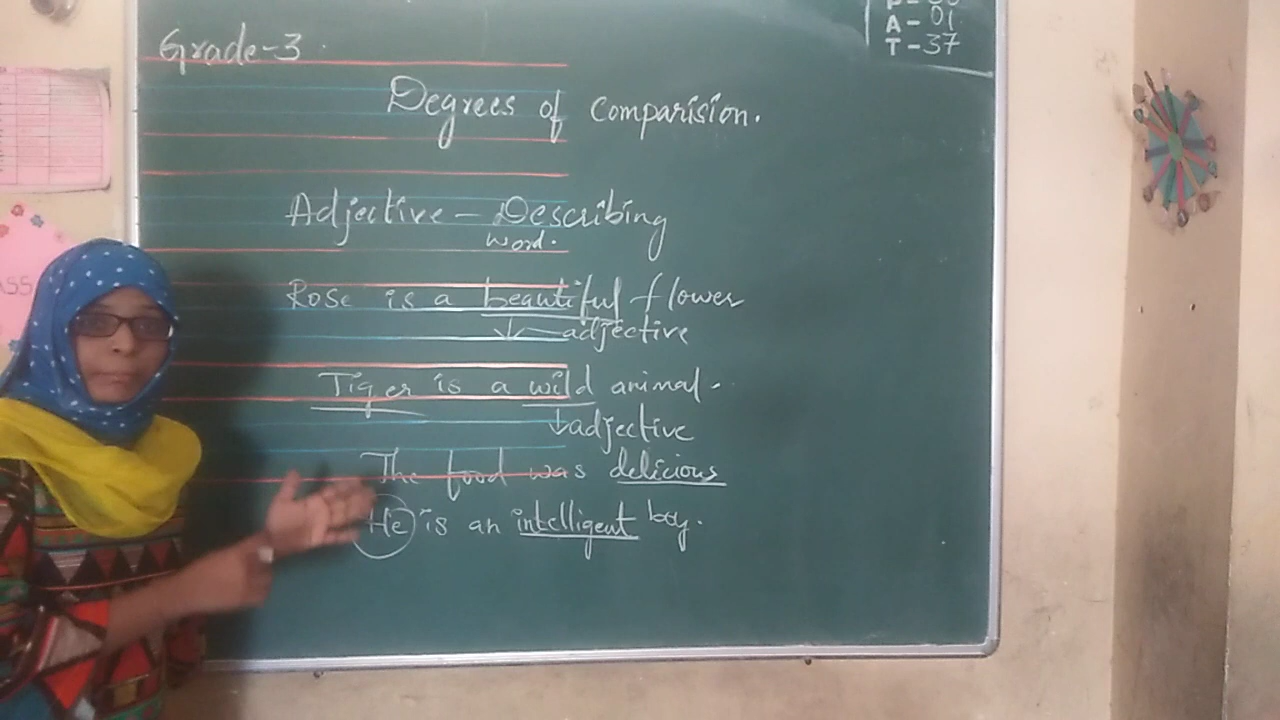 Grade-3
A - 01
T - 37
Degrees of comparision.
Adjective - Describing
word.
Rose is a beautiful flower
adjective
Tiger is a wild animal.
adjective
The food was delicious
He is an intelligent boy.